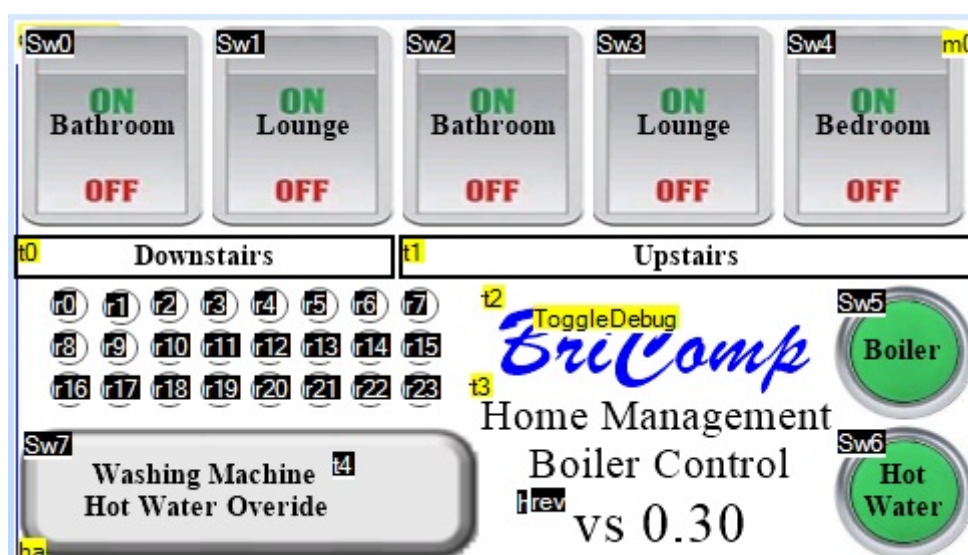 Sw0 Sw1 Sw2 Sw3 Sw4
ON ON ON ON ON
Bathroom Lounge Bathroom Lounge Bedroom
OFF OFF OFF OFF OFF
t0 Downstairs t1 Upstairs
r0 r1 r2 r3 r4 r5 r6 r7
r8 r9 r10 r11 r12 r13 r14 r15
r16 r17 r18 r19 r20 r21 r22 r23
t2
ToggleDebug
BriComp
t3
Home Management
Boiler Control
rev
vs 0.30
Sw5
Boiler
Sw6
Hot
Water
Sw7
Washing Machine t4
Hot Water Overide